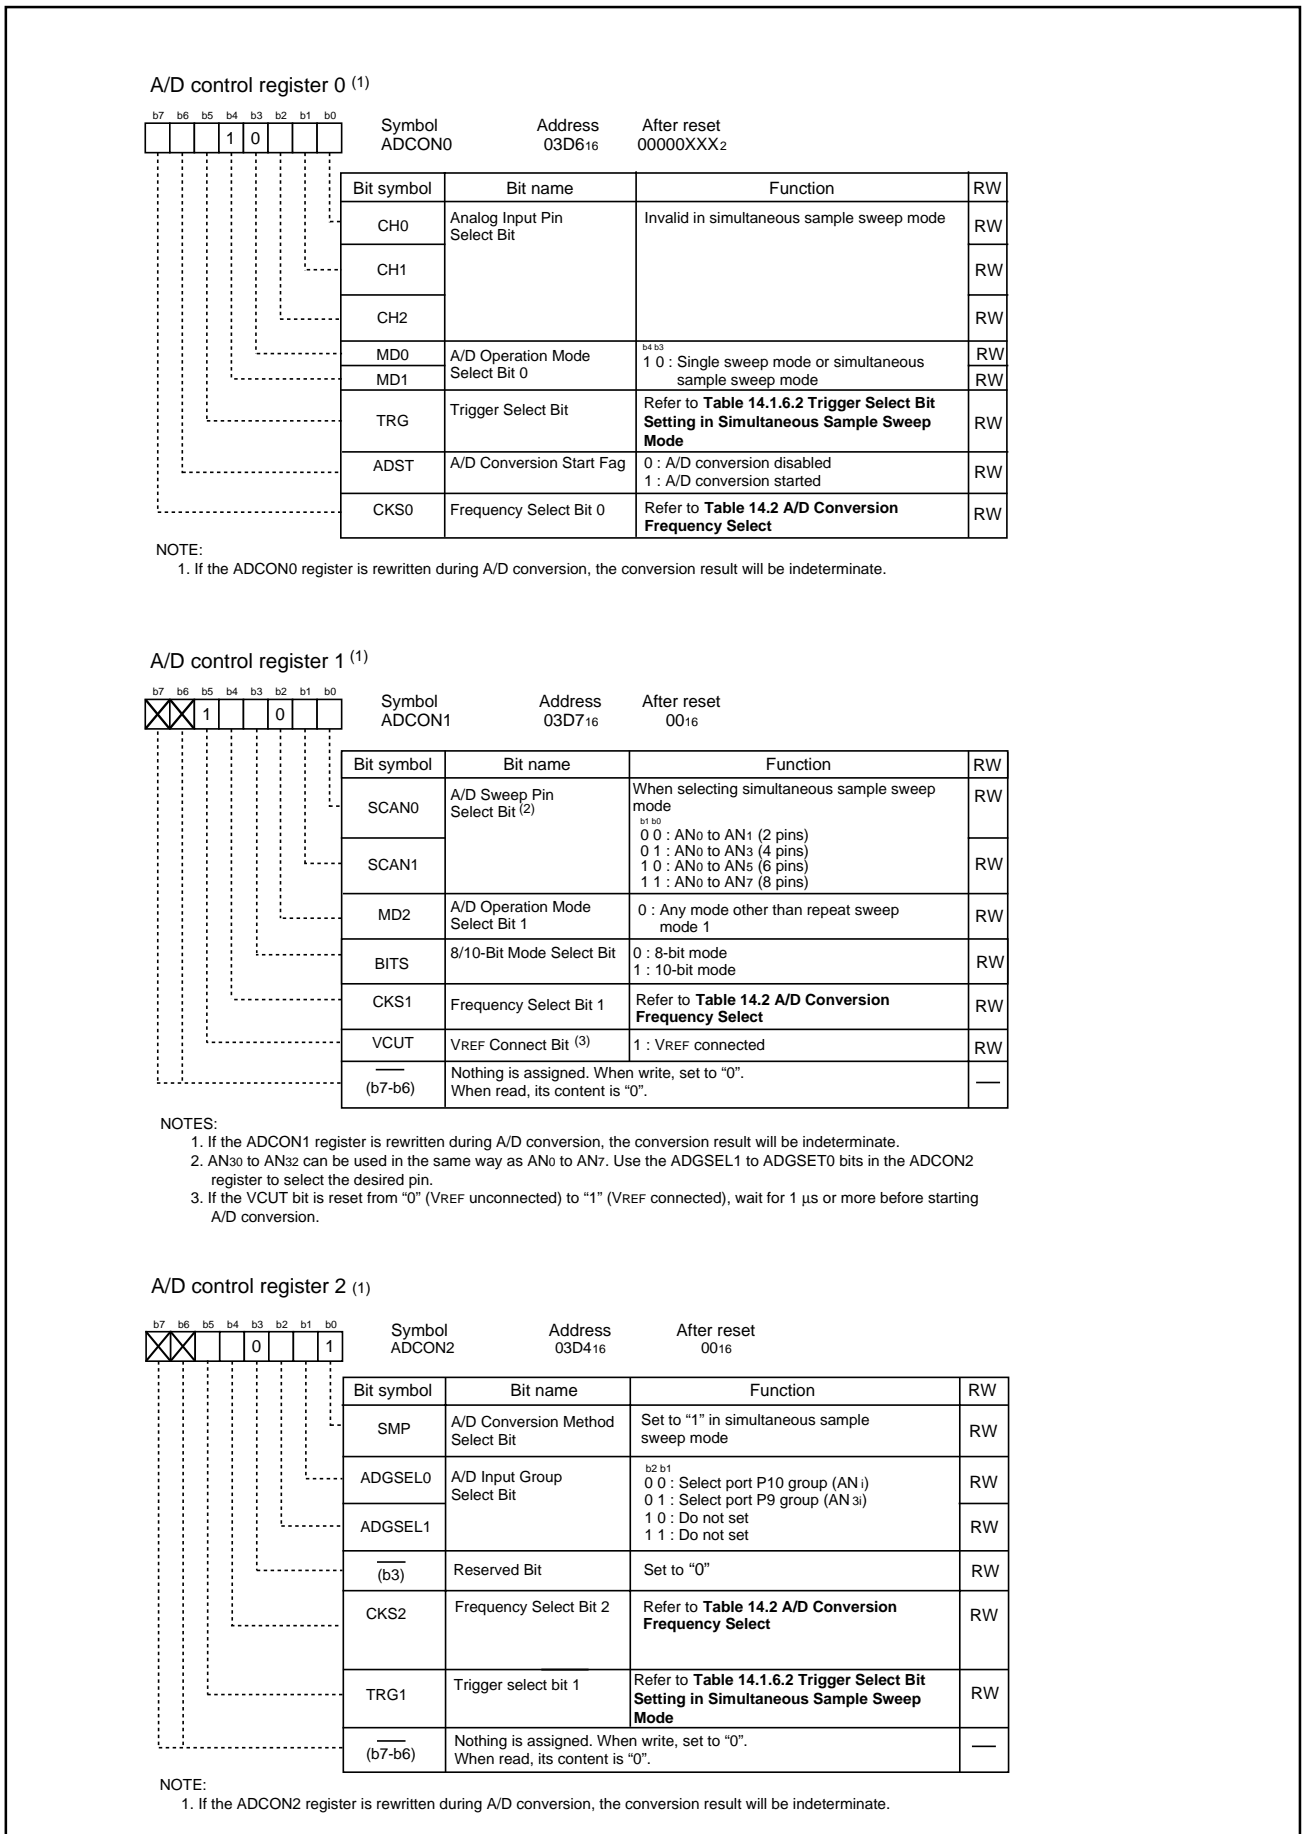 A/D control register 0 (1)
b7 b6 b5 b4 b3 b2 b1 b0
1 0
Symbol Address After reset
ADCON0 03D616 00000XXX2
Bit symbol Bit name Function RW
CH0 Analog Input Pin Select Bit Invalid in simultaneous sample sweep mode RW
CH1 RW
CH2 RW
MD0 A/D Operation Mode Select Bit 0 b4 b3 RW
1 0 : Single sweep mode or simultaneous sample sweep mode
MD1 RW
TRG Trigger Select Bit Refer to Table 14.1.6.2 Trigger Select Bit Setting in Simultaneous Sample Sweep Mode RW
ADST A/D Conversion Start Fag 0 : A/D conversion disabled RW
1 : A/D conversion started
CKS0 Frequency Select Bit 0 Refer to Table 14.2 A/D Conversion Frequency Select RW
NOTE:
1. If the ADCON0 register is rewritten during A/D conversion, the conversion result will be indeterminate.
A/D control register 1 (1)
b7 b6 b5 b4 b3 b2 b1 b0
1 0
Symbol Address After reset
ADCON1 03D716 0016
Bit symbol Bit name Function RW
SCAN0 A/D Sweep Pin Select Bit (2) When selecting simultaneous sample sweep mode RW
b1 b0
0 0 : AN0 to AN1 (2 pins)
0 1 : AN0 to AN3 (4 pins)
1 0 : AN0 to AN5 (6 pins)
1 1 : AN0 to AN7 (8 pins)
SCAN1 RW
MD2 A/D Operation Mode Select Bit 1 0 : Any mode other than repeat sweep mode 1 RW
BITS 8/10-Bit Mode Select Bit 0 : 8-bit mode RW
1 : 10-bit mode
CKS1 Frequency Select Bit 1 Refer to Table 14.2 A/D Conversion Frequency Select RW
VCUT VREF Connect Bit (3) 1 : VREF connected RW
(b7-b6) Nothing is assigned. When write, set to “0”.
When read, its content is “0”.
NOTES:
1. If the ADCON1 register is rewritten during A/D conversion, the conversion result will be indeterminate.
2. AN30 to AN32 can be used in the same way as AN0 to AN7. Use the ADGSEL1 to ADGSET0 bits in the ADCON2
register to select the desired pin.
3. If the VCUT bit is reset from “0” (VREF unconnected) to “1” (VREF connected), wait for 1 µs or more before starting
A/D conversion.
A/D control register 2 (1)
b7 b6 b5 b4 b3 b2 b1 b0
0 1
Symbol Address After reset
ADCON2 03D416 0016
Bit symbol Bit name Function RW
SMP A/D Conversion Method Select Bit Set to “1” in simultaneous sample sweep mode RW
ADGSEL0 A/D Input Group Select Bit b2 b1 RW
0 0 : Select port P10 group (AN i)
0 1 : Select port P9 group (AN 3i)
1 0 : Do not set
1 1 : Do not set
ADGSEL1 RW
(b3) Reserved Bit Set to “0” RW
CKS2 Frequency Select Bit 2 Refer to Table 14.2 A/D Conversion Frequency Select RW
TRG1 Trigger select bit 1 Refer to Table 14.1.6.2 Trigger Select Bit Setting in Simultaneous Sample Sweep Mode RW
(b7-b6) Nothing is assigned. When write, set to “0”.
When read, its content is “0”.
NOTE:
1. If the ADCON2 register is rewritten during A/D conversion, the conversion result will be indeterminate.